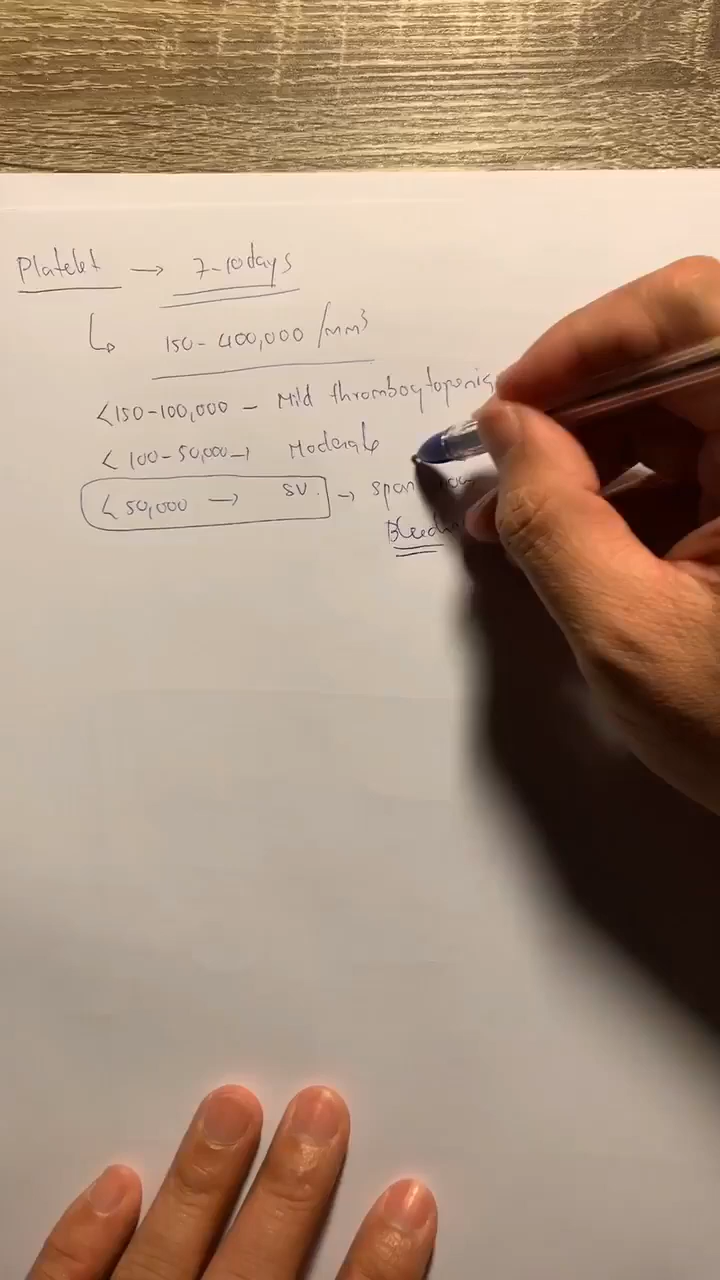 Platelet → 7-10days
↳ 150-400,000 /mm³
<150-100,000 - Mild thrombocytopenia
< 100-50,000→ Moderate
<50,000 → SV. →